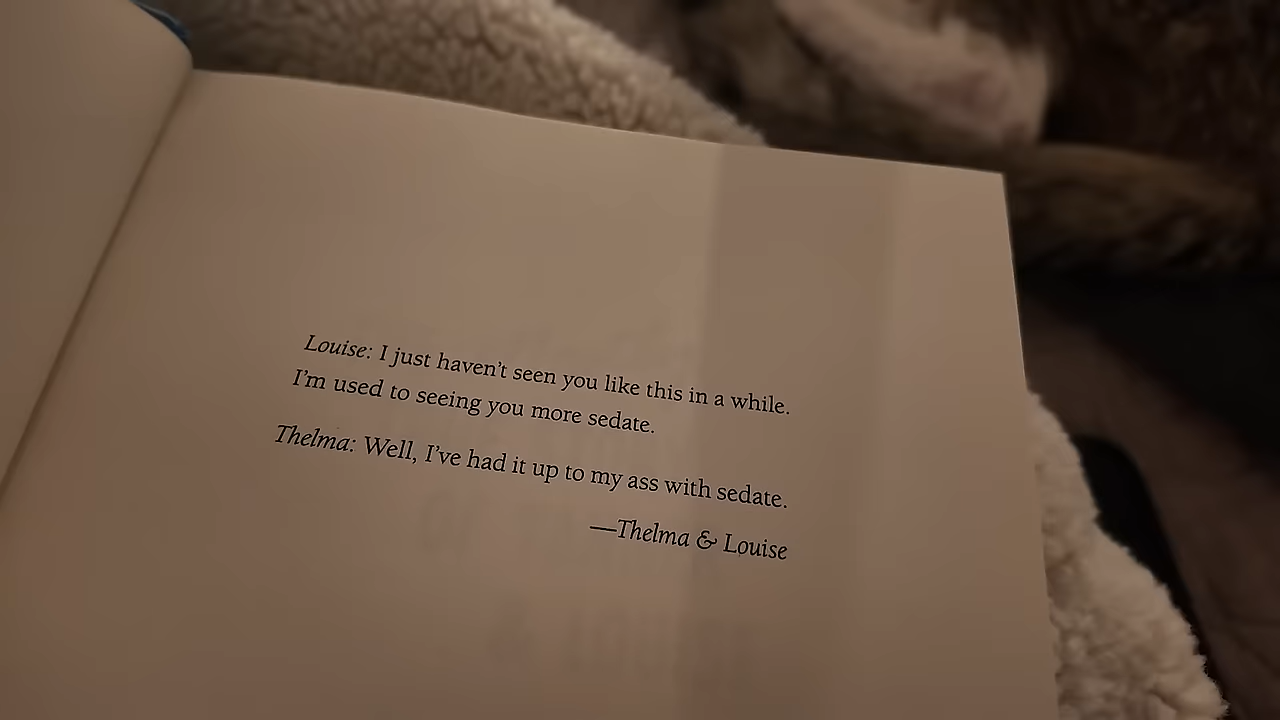 Louise: I just haven't seen you like this in a while.
I'm used to seeing you more sedate.
Thelma: Well, I've had it up to my ass with sedate.
—Thelma & Louise